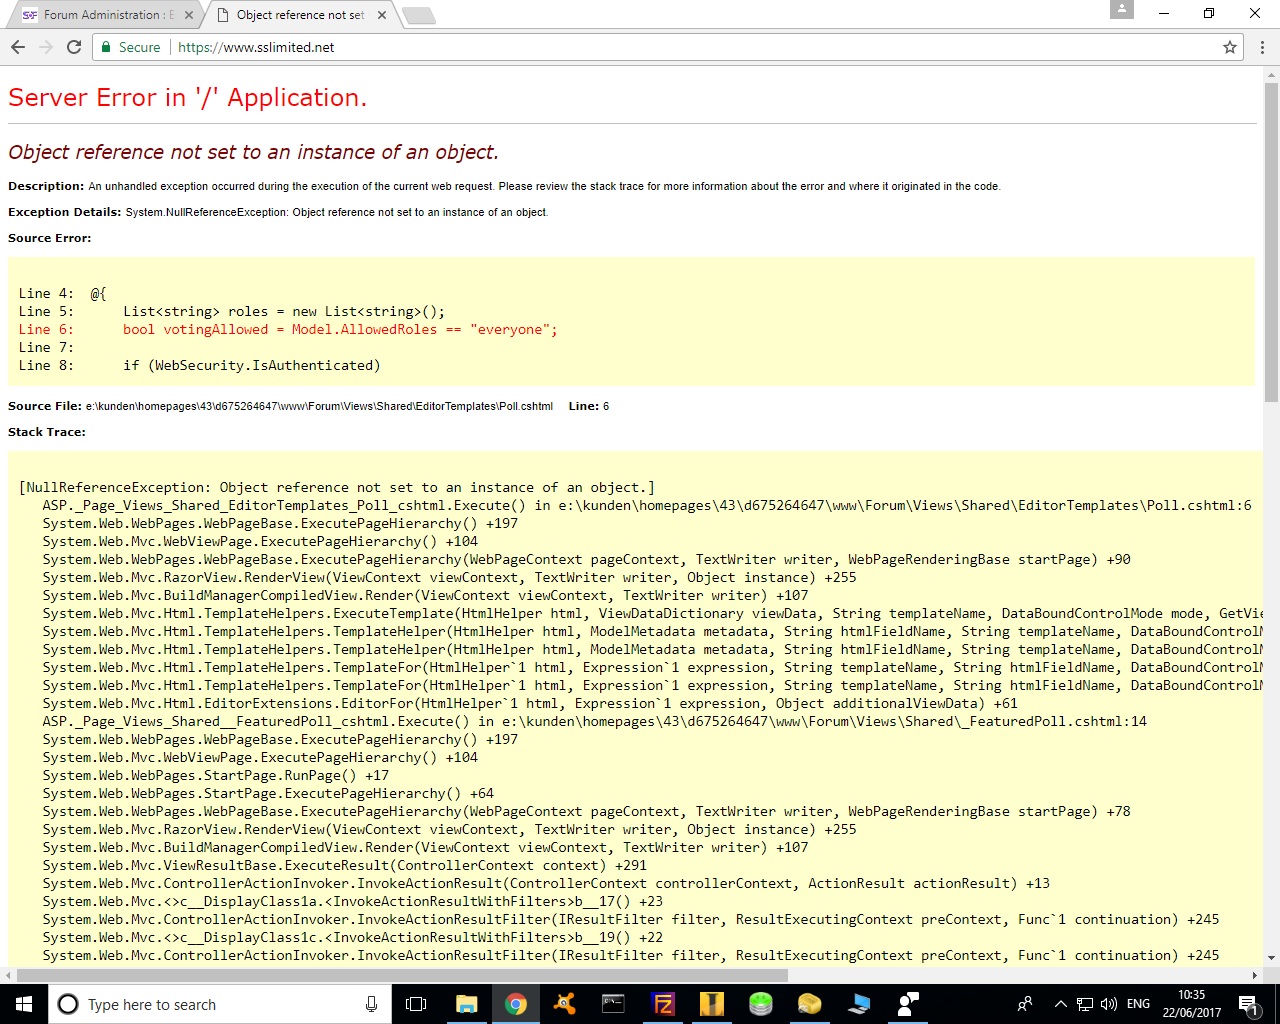 Forum Administration : E
Object reference not set
Secure
https://www.sslimited.net
Server Error in '/' Application.
Object reference not set to an instance of an object.
Description: An unhandled exception occurred during the execution of the current web request. Please review the stack trace for more information about the error and where it originated in the code.
Exception Details: System.NullReferenceException: Object reference not set to an instance of an object.
Source Error:
Line 4:  @{
Line 5:      List<string> roles = new List<string>();
Line 6:      bool votingAllowed = Model.AllowedRoles == "everyone";
Line 7:
Line 8:      if (WebSecurity.IsAuthenticated)
Source File: e:\kunden\homepages\43\d675264647\www\Forum\Views\Shared\EditorTemplates\Poll.cshtml    Line: 6
Stack Trace:
[NullReferenceException: Object reference not set to an instance of an object.]
ASP._Page_Views_Shared_EditorTemplates_Poll_cshtml.Execute() in e:\kunden\homepages\43\d675264647\www\Forum\Views\Shared\EditorTemplates\Poll.cshtml:6
System.Web.WebPages.WebPageBase.ExecutePageHierarchy() +197
System.Web.Mvc.WebViewPage.ExecutePageHierarchy() +104
System.Web.WebPages.WebPageBase.ExecutePageHierarchy(WebPageContext pageContext, TextWriter writer, WebPageRenderingBase startPage) +90
System.Web.Mvc.RazorView.RenderView(ViewContext viewContext, TextWriter writer, Object instance) +255
System.Web.Mvc.BuildManagerCompiledView.Render(ViewContext viewContext, TextWriter writer) +107
System.Web.Mvc.Html.TemplateHelpers.ExecuteTemplate(HtmlHelper html, ViewDataDictionary viewData, String templateName, DataBoundControlMode mode, GetVie
System.Web.Mvc.Html.TemplateHelpers.TemplateHelper(HtmlHelper html, ModelMetadata metadata, String htmlFieldName, String templateName, DataBoundControlM
System.Web.Mvc.Html.TemplateHelpers.TemplateHelper(HtmlHelper html, ModelMetadata metadata, String htmlFieldName, String templateName, DataBoundControlM
System.Web.Mvc.Html.TemplateHelpers.TemplateFor(HtmlHelper`1 html, Expression`1 expression, String templateName, String htmlFieldName, DataBoundControlM
System.Web.Mvc.Html.TemplateHelpers.TemplateFor(HtmlHelper`1 html, Expression`1 expression, String templateName, String htmlFieldName, DataBoundControlM
System.Web.Mvc.Html.EditorExtensions.EditorFor(HtmlHelper`1 html, Expression`1 expression, Object additionalViewData) +61
ASP._Page_Views_Shared__FeaturedPoll_cshtml.Execute() in e:\kunden\homepages\43\d675264647\www\Forum\Views\Shared\_FeaturedPoll.cshtml:14
System.Web.WebPages.WebPageBase.ExecutePageHierarchy() +197
System.Web.Mvc.WebViewPage.ExecutePageHierarchy() +104
System.Web.WebPages.StartPage.RunPage() +17
System.Web.WebPages.StartPage.ExecutePageHierarchy() +64
System.Web.WebPages.WebPageBase.ExecutePageHierarchy(WebPageContext pageContext, TextWriter writer, WebPageRenderingBase startPage) +78
System.Web.Mvc.RazorView.RenderView(ViewContext viewContext, TextWriter writer, Object instance) +255
System.Web.Mvc.BuildManagerCompiledView.Render(ViewContext viewContext, TextWriter writer) +107
System.Web.Mvc.ViewResultBase.ExecuteResult(ControllerContext context) +291
System.Web.Mvc.ControllerActionInvoker.InvokeActionResult(ControllerContext controllerContext, ActionResult actionResult) +13
System.Web.Mvc.<>c__DisplayClass1a.<InvokeActionResultWithFilters>b__17() +23
System.Web.Mvc.ControllerActionInvoker.InvokeActionResultFilter(IResultFilter filter, ResultExecutingContext preContext, Func`1 continuation) +245
System.Web.Mvc.<>c__DisplayClass1c.<InvokeActionResultWithFilters>b__19() +22
System.Web.Mvc.ControllerActionInvoker.InvokeActionResultFilter(IResultFilter filter, ResultExecutingContext preContext, Func`1 continuation) +245
Type here to search
ENG
10:35
22/06/2017
1